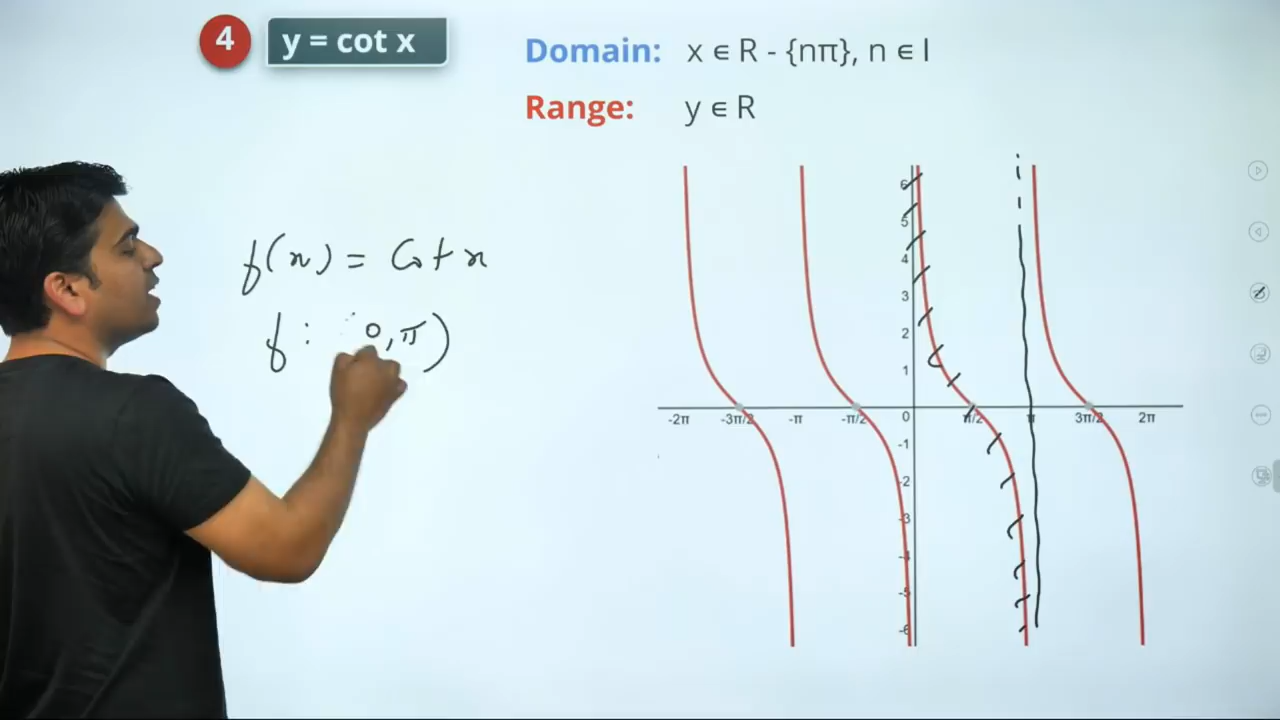 4
y = cot x
Domain: x ∈ R - {nπ}, n ∈ I
Range: y ∈ R
f(x) = Cot x
f : 0, π)
6
5
4
3
2
1
-2π -3π/2 -π -π/2 0 π/2 π 3π/2 2π
-1
-2
-3
-4
-5
-6